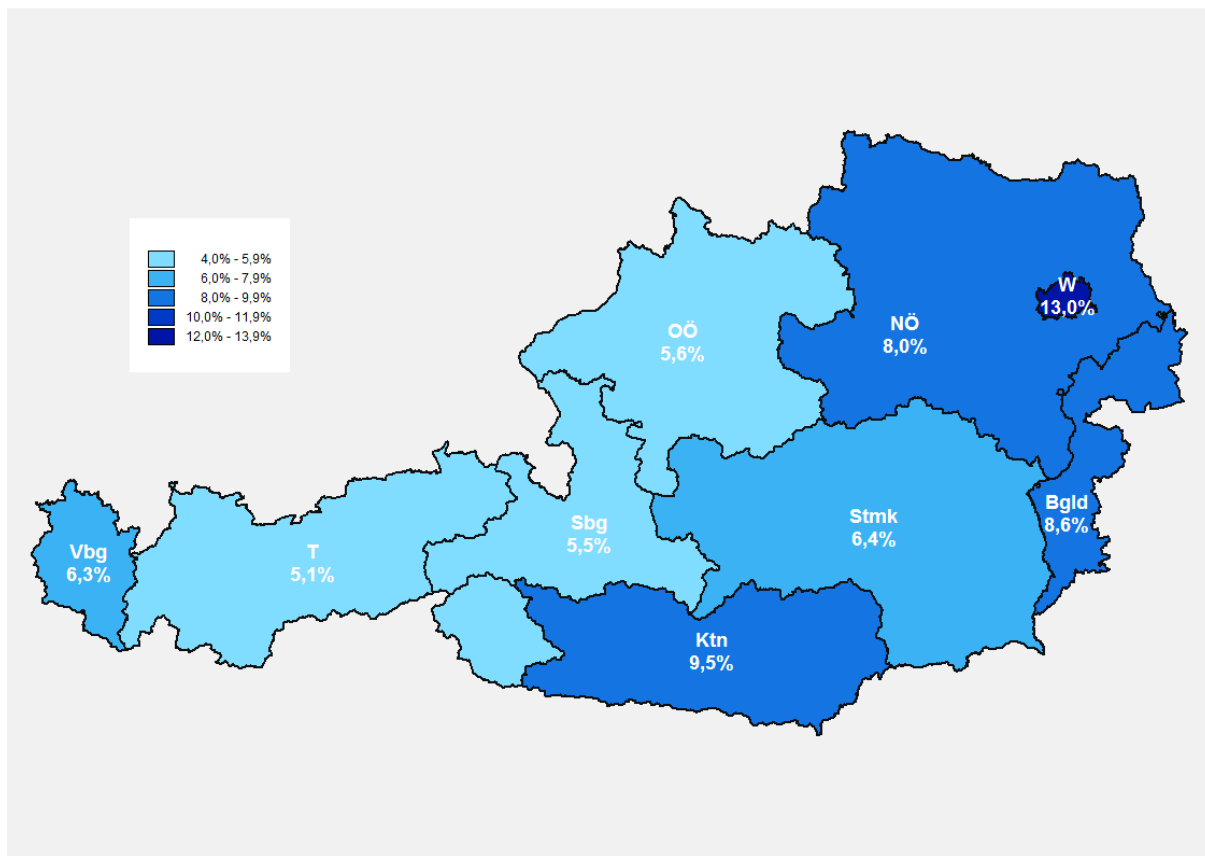 4,0% - 5,9%
6,0% - 7,9%
8,0% - 9,9%
10,0% - 11,9%
12,0% - 13,9%
W
13,0%
OÖ
5,6%
NÖ
8,0%
Bgld
8,6%
Stmk
6,4%
Sbg
5,5%
Vbg
6,3%
T
5,1%
Ktn
9,5%